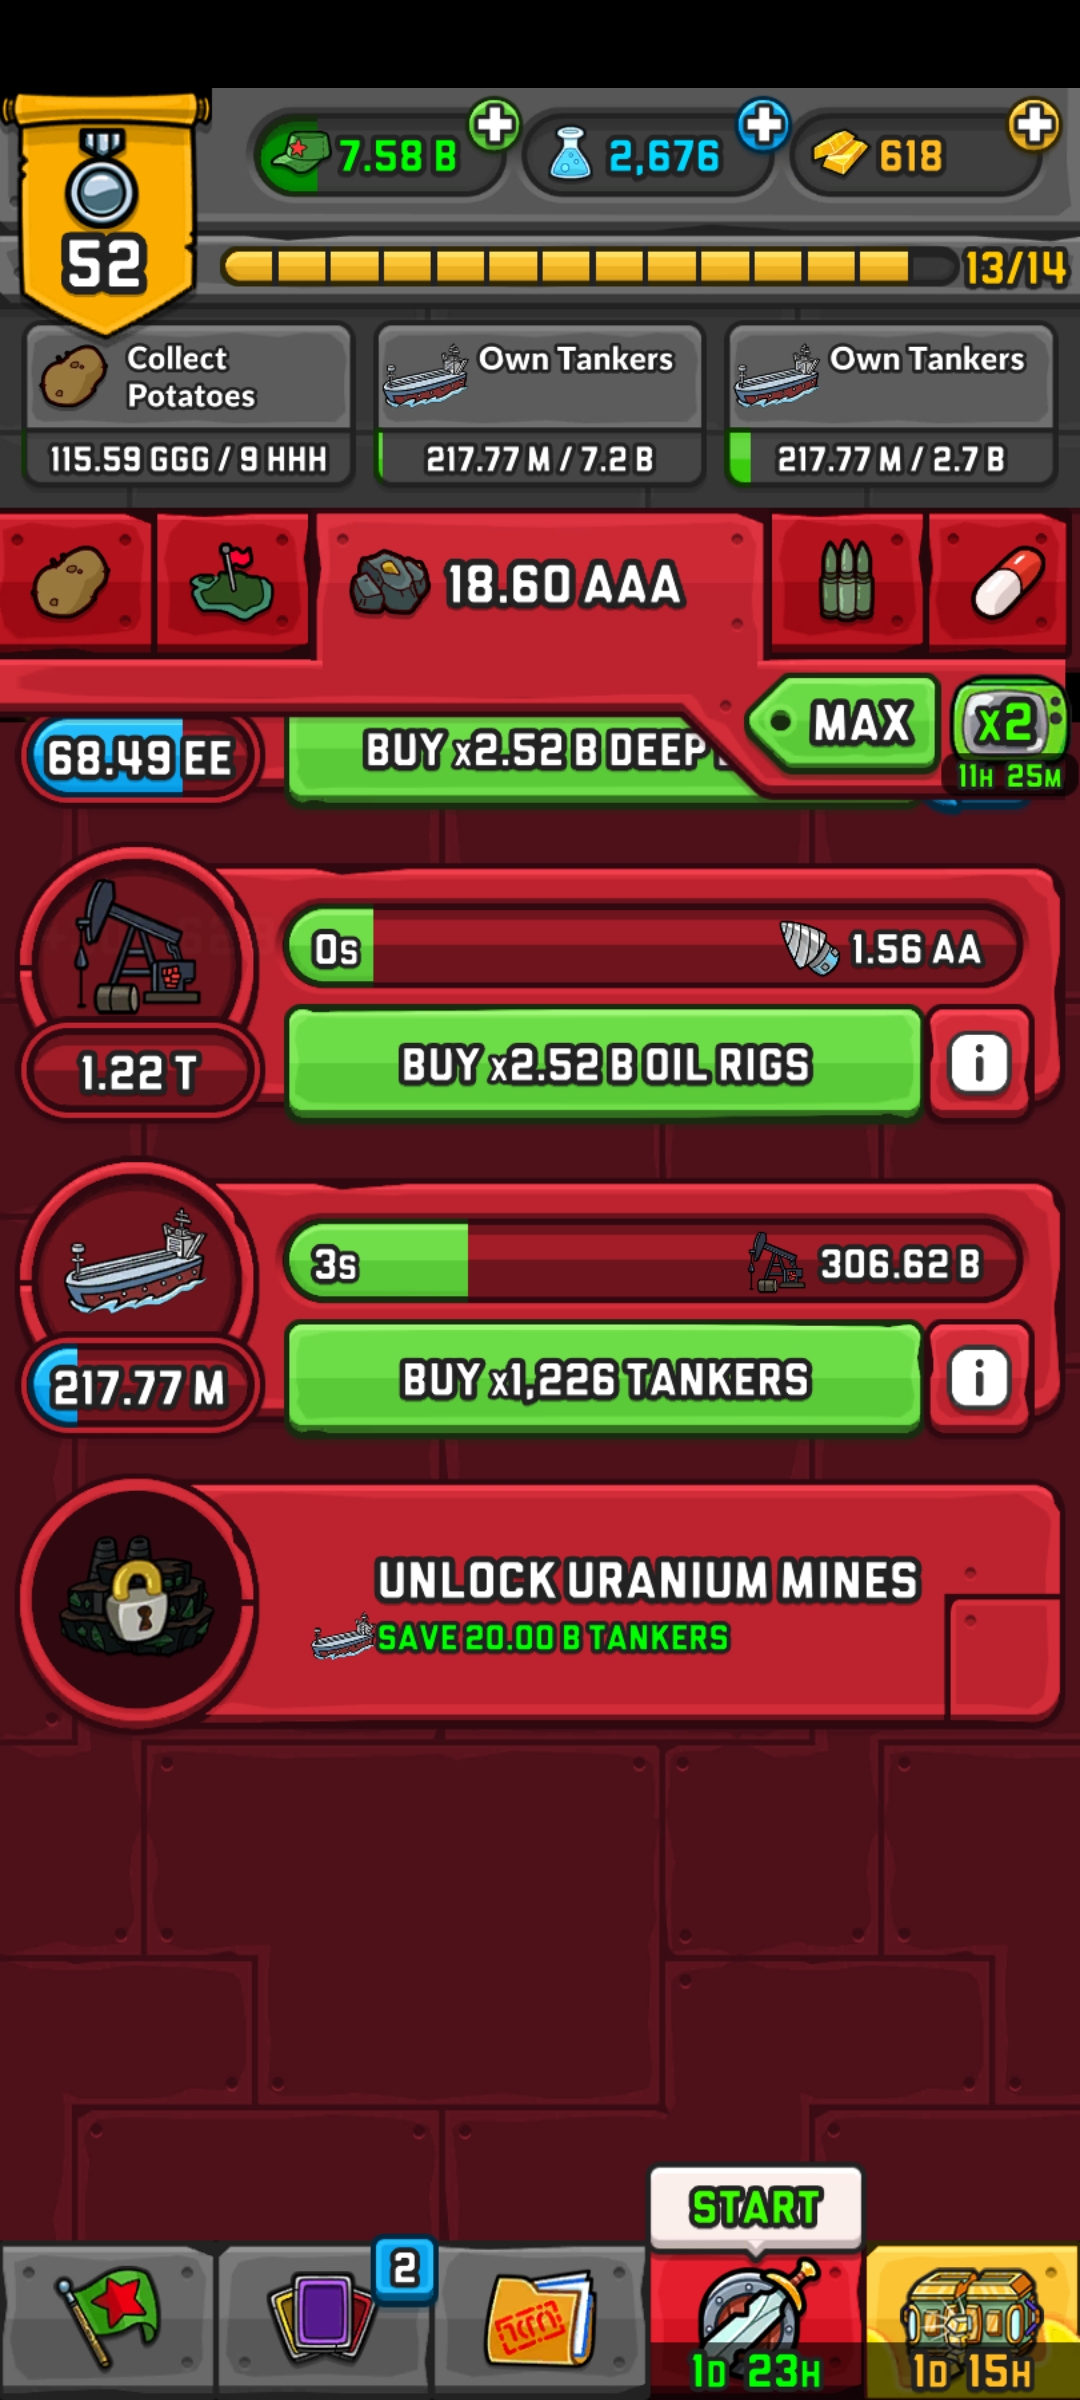 52
7.58 B
2,676
618
13/14
Collect
Potatoes
115.59 GGG / 9 HHH
Own Tankers
217.77 M / 7.2 B
Own Tankers
217.77 M / 2.7 B
18.60 AAA
MAX
x2
11H 25M
68.49 EE
BUY x2.52 B DEEP
0s
1.56 AA
1.22 T
BUY x2.52 B OIL RIGS
i
3s
306.62 B
217.77 M
BUY x1,226 TANKERS
i
UNLOCK URANIUM MINES
SAVE 20.00 B TANKERS
START
2
1D 23H
1D 15H